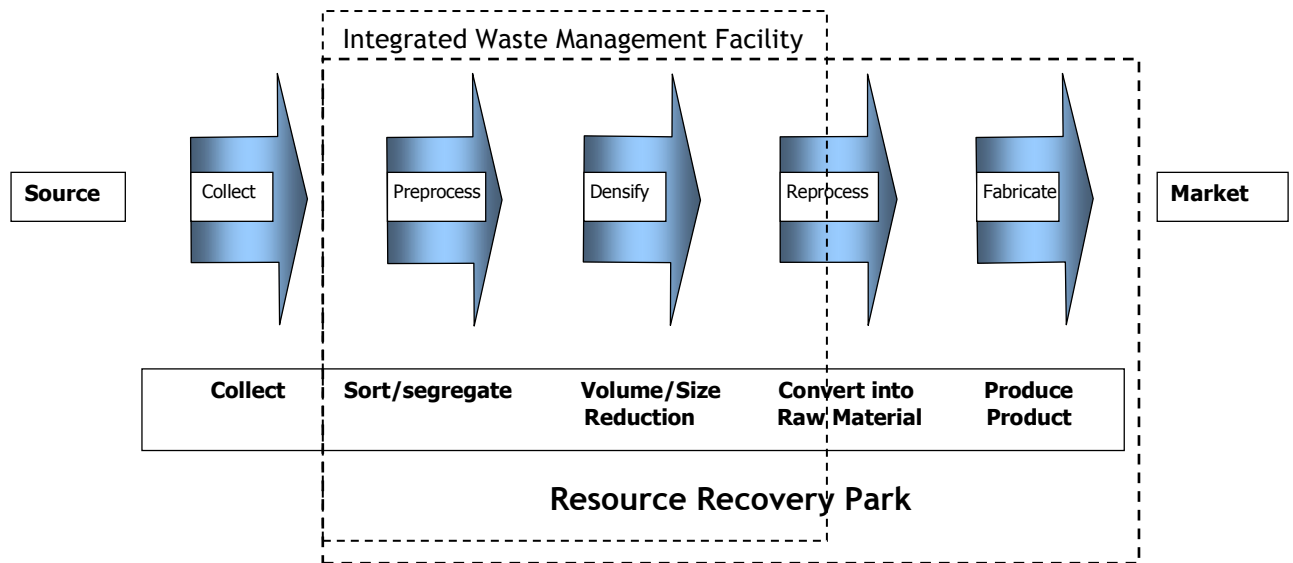 Integrated Waste Management Facility
Source
Collect
Preprocess
Densify
Reprocess
Fabricate
Market
Collect
Sort/segregate
Volume/Size
Reduction
Convert into
Raw Material
Produce
Product
Resource Recovery Park